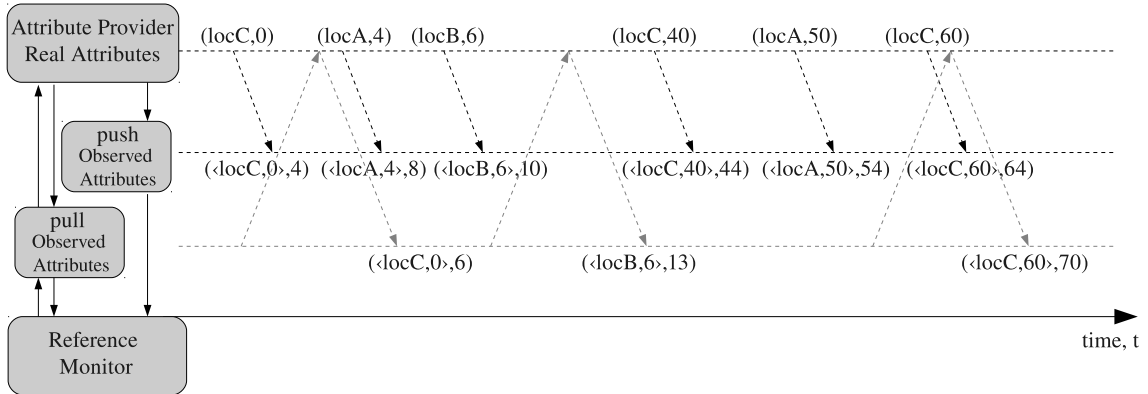 Attribute Provider
Real Attributes
(locC,0) (locA,4) (locB,6) (locC,40) (locA,50) (locC,60)
push
Observed
Attributes
(‹locC,0›,4) (‹locA,4›,8) (‹locB,6›,10) (‹locC,40›,44) (‹locA,50›,54) (‹locC,60›,64)
pull
Observed
Attributes
(‹locC,0›,6) (‹locB,6›,13) (‹locC,60›,70)
Reference
Monitor
time, t